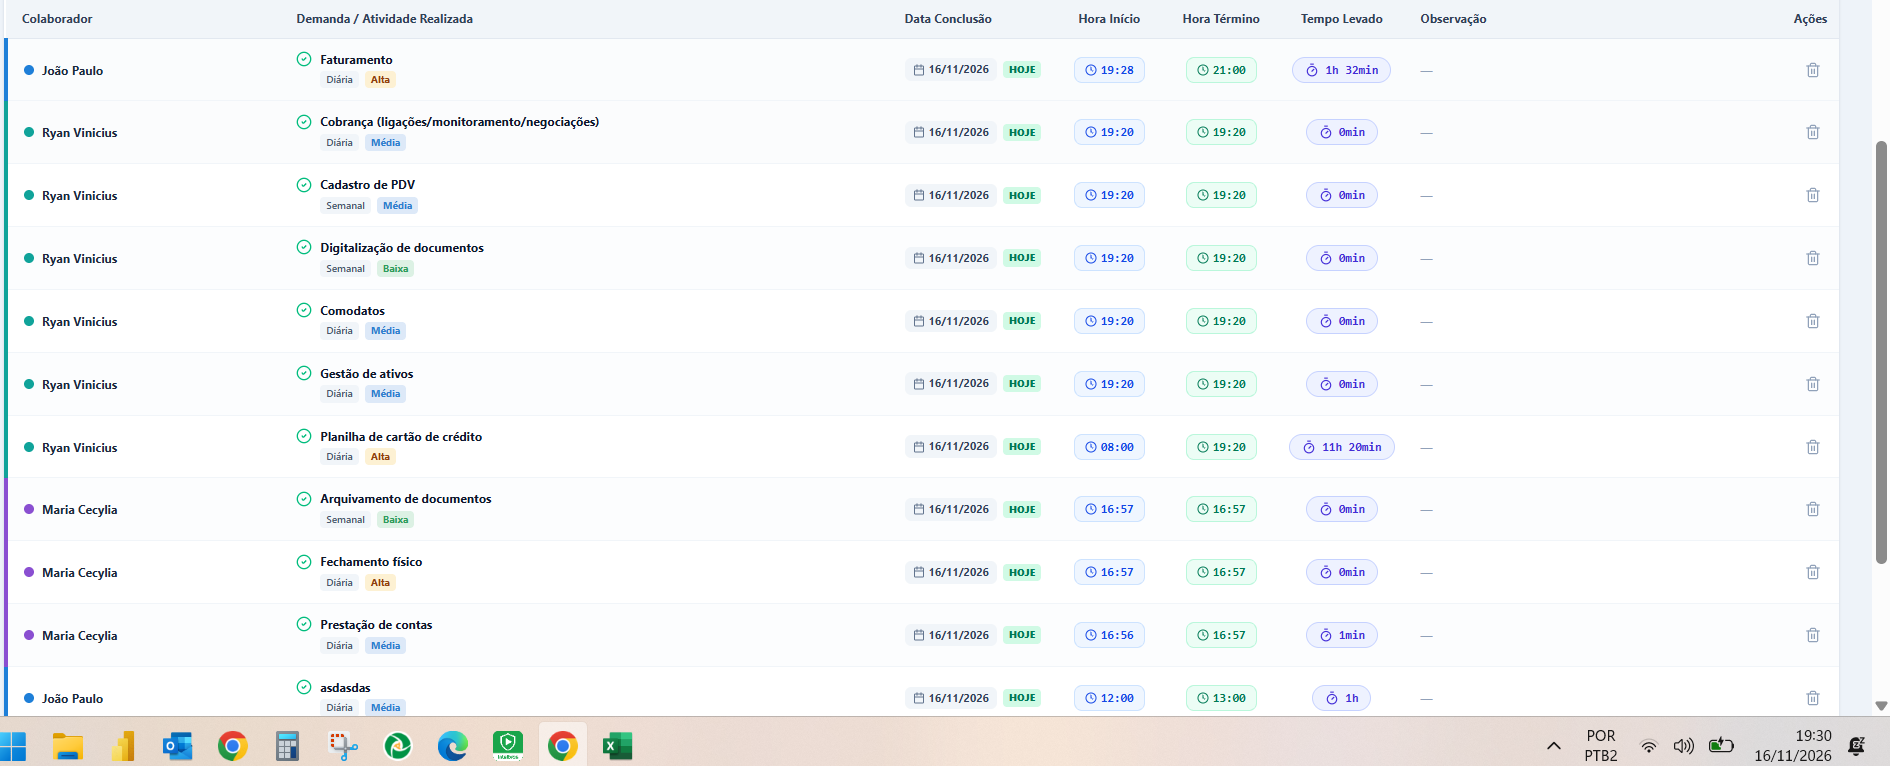 Colaborador Demanda / Atividade Realizada Data Conclusão Hora Início Hora Término Tempo Levado Observação Ações
João Paulo Faturamento 16/11/2026 HOJE 19:28 21:00 1h 32min —
Diária Alta
Ryan Vinicius Cobrança (ligações/monitoramento/negociações) 16/11/2026 HOJE 19:20 19:20 0min —
Diária Média
Ryan Vinicius Cadastro de PDV 16/11/2026 HOJE 19:20 19:20 0min —
Semanal Média
Ryan Vinicius Digitalização de documentos 16/11/2026 HOJE 19:20 19:20 0min —
Semanal Baixa
Ryan Vinicius Comodatos 16/11/2026 HOJE 19:20 19:20 0min —
Diária Média
Ryan Vinicius Gestão de ativos 16/11/2026 HOJE 19:20 19:20 0min —
Diária Média
Ryan Vinicius Planilha de cartão de crédito 16/11/2026 HOJE 08:00 19:20 11h 20min —
Diária Alta
Maria Cecylia Arquivamento de documentos 16/11/2026 HOJE 16:57 16:57 0min —
Semanal Baixa
Maria Cecylia Fechamento físico 16/11/2026 HOJE 16:57 16:57 0min —
Diária Alta
Maria Cecylia Prestação de contas 16/11/2026 HOJE 16:56 16:57 1min —
Diária Média
João Paulo asdasdas 16/11/2026 HOJE 12:00 13:00 1h —
Diária Média
POR 19:30
PTB2 16/11/2026